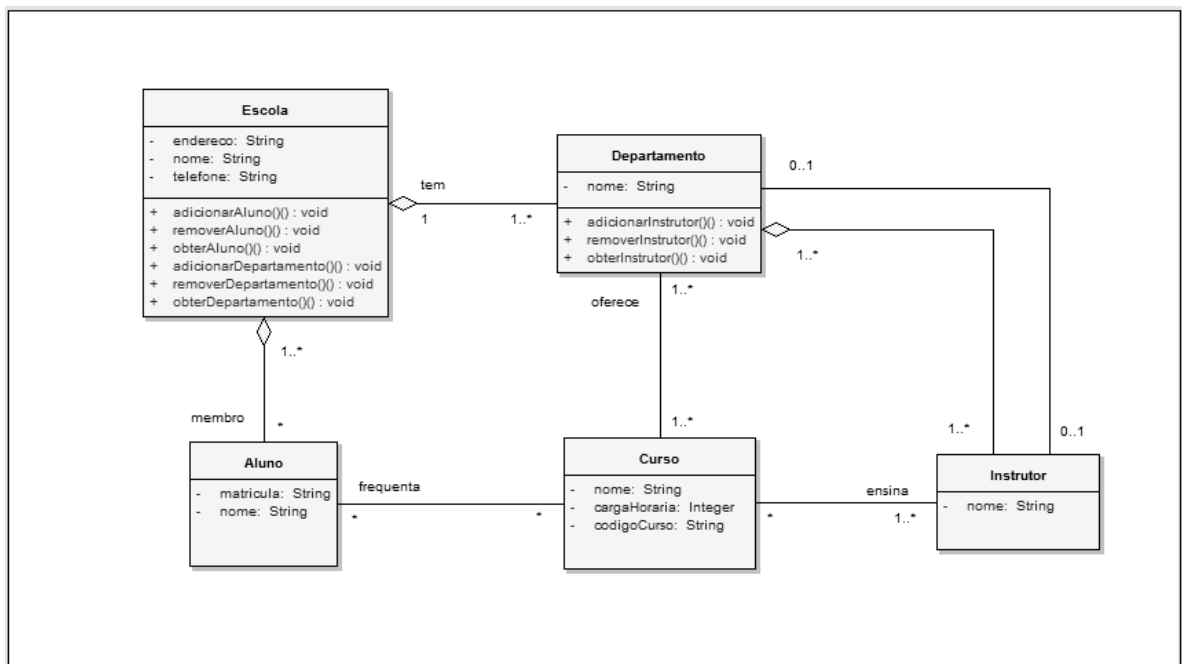 Escola
- endereco: String
- nome: String
- telefone: String
+ adicionarAluno()() : void
+ removerAluno()() : void
+ obterAluno()() : void
+ adicionarDepartamento()() : void
+ removerDepartamento()() : void
+ obterDepartamento()() : void
tem
1
1..*
Departamento
- nome: String
+ adicionarInstrutor()() : void
+ removerInstrutor()() : void
+ obterInstrutor()() : void
0..1
1..*
oferece
1..*
1..*
membro
*
1..*
1..*
0..1
Aluno
- matricula: String
- nome: String
frequenta
*
*
Curso
- nome: String
- cargaHoraria: Integer
- codigoCurso: String
ensina
*
1..*
Instrutor
- nome: String